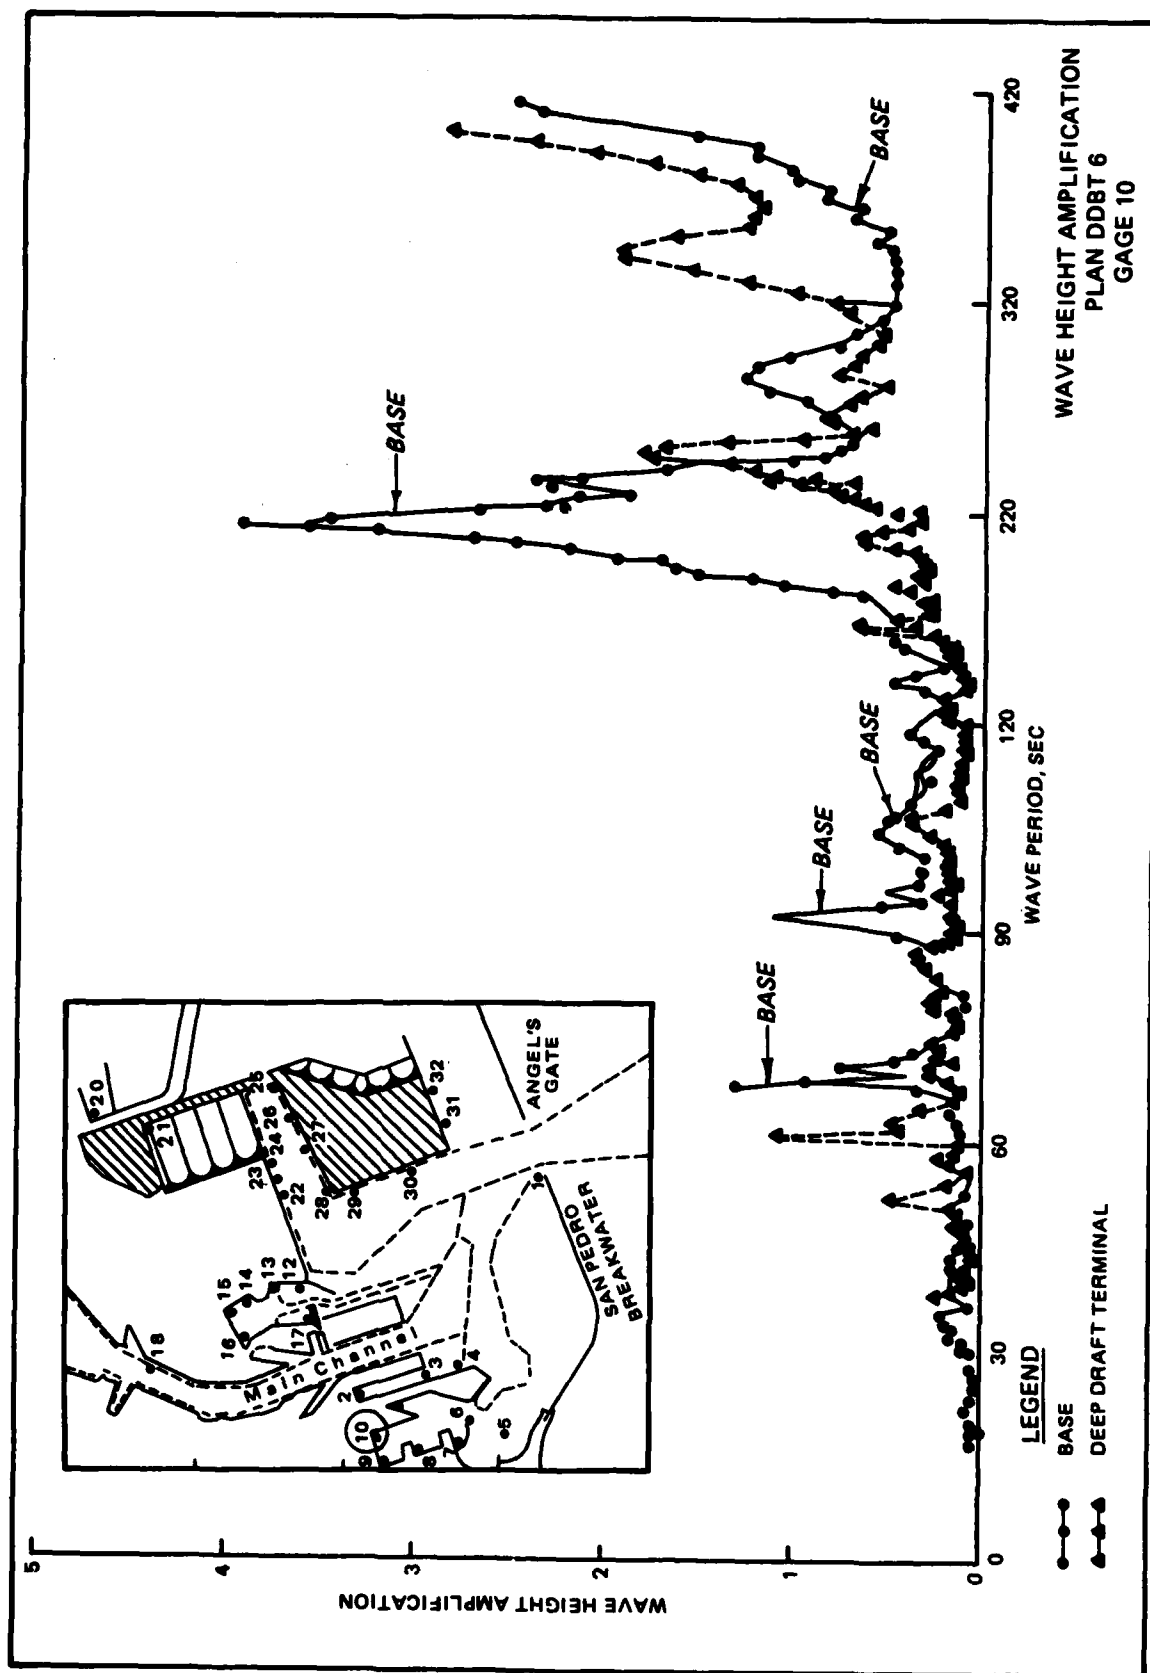 WAVE HEIGHT AMPLIFICATION
5
4
3
2
1
0
0
30
60
90
120
220
320
420
WAVE PERIOD, SEC
BASE
BASE
BASE
BASE
BASE
20
21
25
26
24
23
27
22
28
29
30
31
32
ANGEL'S
GATE
1
SAN PEDRO
BREAKWATER
15
14
13
12
16
17
18
Main Channel
2
3
4
10
9
8
7
6
5
LEGEND
BASE
DEEP DRAFT TERMINAL
WAVE HEIGHT AMPLIFICATION
PLAN DDBT 6
GAGE 10